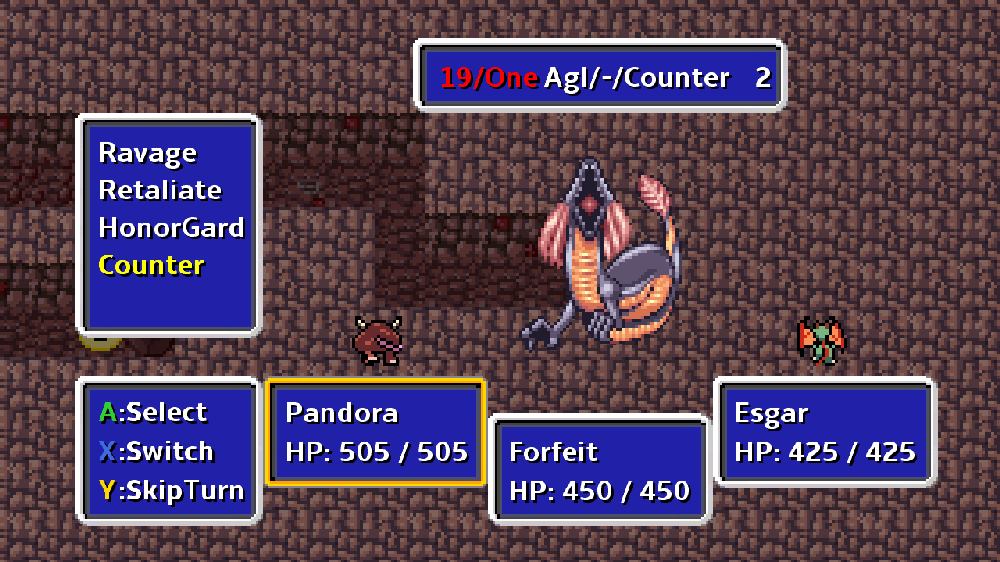 19/One Agl/-/Counter 2
Ravage
Retaliate
HonorGard
Counter
A:Select
X:Switch
Y:SkipTurn
Pandora
HP: 505 / 505
Forfeit
HP: 450 / 450
Esgar
HP: 425 / 425